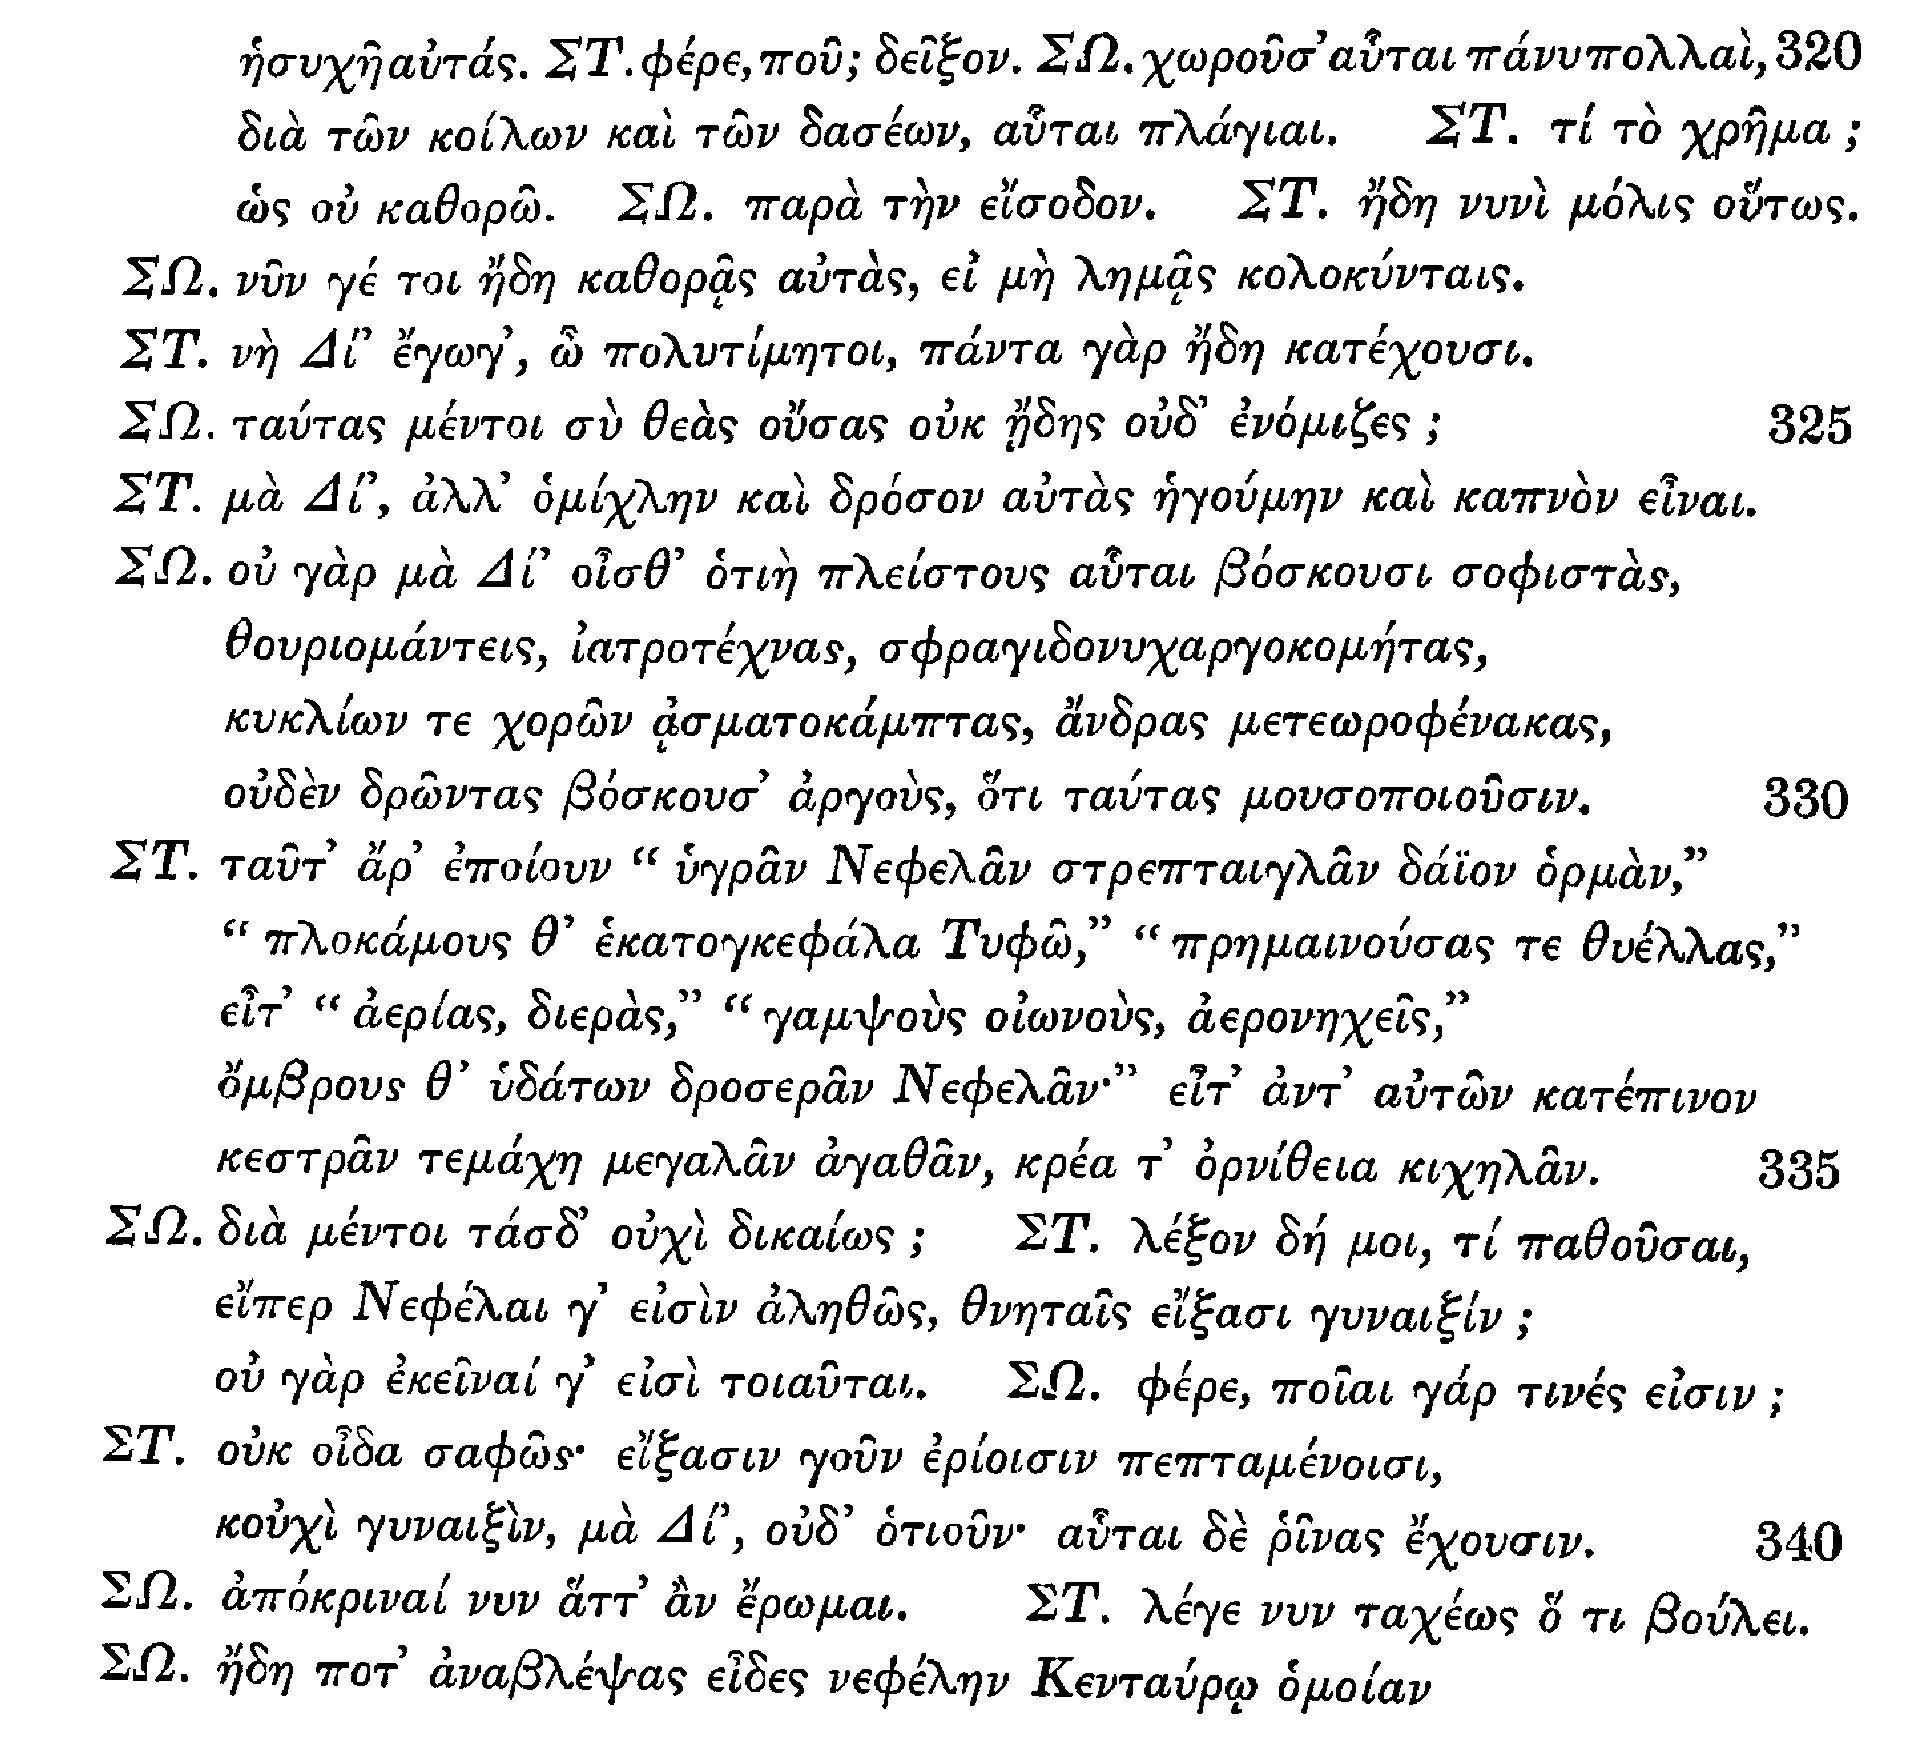 ἡσυχῆ αὐτάς. ΣΤ. φέρε, ποῦ; δεῖξον. ΣΩ. χωροῦσ’ αὗται πάνυ πολλαὶ, 320
διὰ τῶν κοίλων καὶ τῶν δασέων, αὗται πλάγιαι. ΣΤ. τί τὸ χρῆμα;
ὡς οὐ καθορῶ. ΣΩ. παρὰ τὴν εἴσοδον. ΣΤ. ἤδη νυνὶ μόλις οὕτως.
ΣΩ. νῦν γέ τοι ἤδη καθορᾷς αὐτὰς, εἰ μὴ λημᾷς κολοκύνταις.
ΣΤ. νὴ Δί’ ἔγωγ’, ὦ πολυτίμητοι, πάντα γὰρ ἤδη κατέχουσι.
ΣΩ. ταύτας μέντοι σὺ θεὰς οὔσας οὐκ ᾔδης οὐδ’ ἐνόμιζες; 325
ΣΤ. μὰ Δί’, ἀλλ’ ὁμίχλην καὶ δρόσον αὐτὰς ἡγούμην καὶ καπνὸν εἶναι.
ΣΩ. οὐ γὰρ μὰ Δί’ οἶσθ’ ὁτιὴ πλείστους αὗται βόσκουσι σοφιστὰς,
θουριομάντεις, ἰατροτέχνας, σφραγιδονυχαργοκομήτας,
κυκλίων τε χορῶν ᾀσματοκάμπτας, ἄνδρας μετεωροφένακας,
οὐδὲν δρῶντας βόσκουσ’ ἀργοὺς, ὅτι ταύτας μουσοποιοῦσιν. 330
ΣΤ. ταῦτ’ ἄρ’ ἐποίουν “ ὑγρᾶν Νεφελᾶν στρεπταιγλᾶν δάϊον ὁρμὰν,”
“ πλοκάμους θ’ ἑκατογκεφάλα Τυφῶ,” “ πρημαινούσας τε θυέλλας,”
εἶτ’ “ ἀερίας, διερὰς,” “ γαμψοὺς οἰωνοὺς, ἀερονηχεῖς,”
ὄμβρους θ’ ὑδάτων δροσερᾶν Νεφελᾶν·” εἶτ’ ἀντ’ αὐτῶν κατέπινον
κεστρᾶν τεμάχη μεγαλᾶν ἀγαθᾶν, κρέα τ’ ὀρνίθεια κιχηλᾶν. 335
ΣΩ. διὰ μέντοι τάσδ’ οὐχὶ δικαίως; ΣΤ. λέξον δή μοι, τί παθοῦσαι,
εἴπερ Νεφέλαι γ’ εἰσὶν ἀληθῶς, θνηταῖς εἴξασι γυναιξίν;
οὐ γὰρ ἐκεῖναί γ’ εἰσὶ τοιαῦται. ΣΩ. φέρε, ποῖαι γάρ τινές εἰσιν;
ΣΤ. οὐκ οἶδα σαφῶς· εἴξασιν γοῦν ἐρίοισιν πεπταμένοισι,
κοὐχὶ γυναιξὶν, μὰ Δί’, οὐδ’ ὁτιοῦν· αὗται δὲ ῥῖνας ἔχουσιν. 340
ΣΩ. ἀπόκριναί νυν ἅττ’ ἂν ἔρωμαι. ΣΤ. λέγε νυν ταχέως ὅ τι βούλει.
ΣΩ. ἤδη ποτ’ ἀναβλέψας εἶδες νεφέλην Κενταύρῳ ὁμοίαν